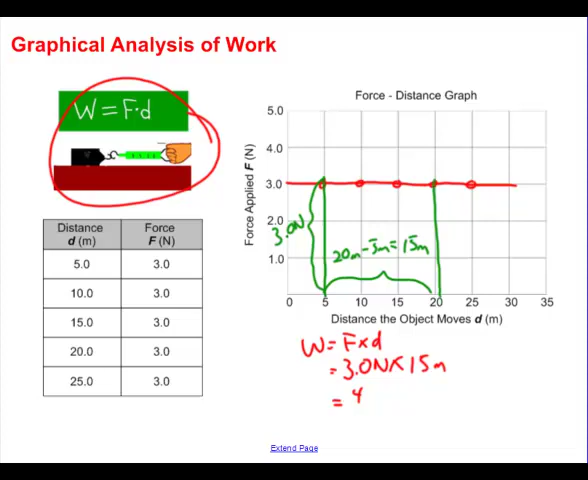 Graphical Analysis of Work
W = F·d
Force - Distance Graph
Force Applied F (N)
5.0
4.0
3.0
2.0
1.0
3.0N
20m - 5m = 15m
0 5 10 15 20 25 30 35
Distance the Object Moves d (m)
Distance d (m) Force F (N)
5.0 3.0
10.0 3.0
15.0 3.0
20.0 3.0
25.0 3.0
W = F x d
= 3.0N x 15m
= 4
Extend Page